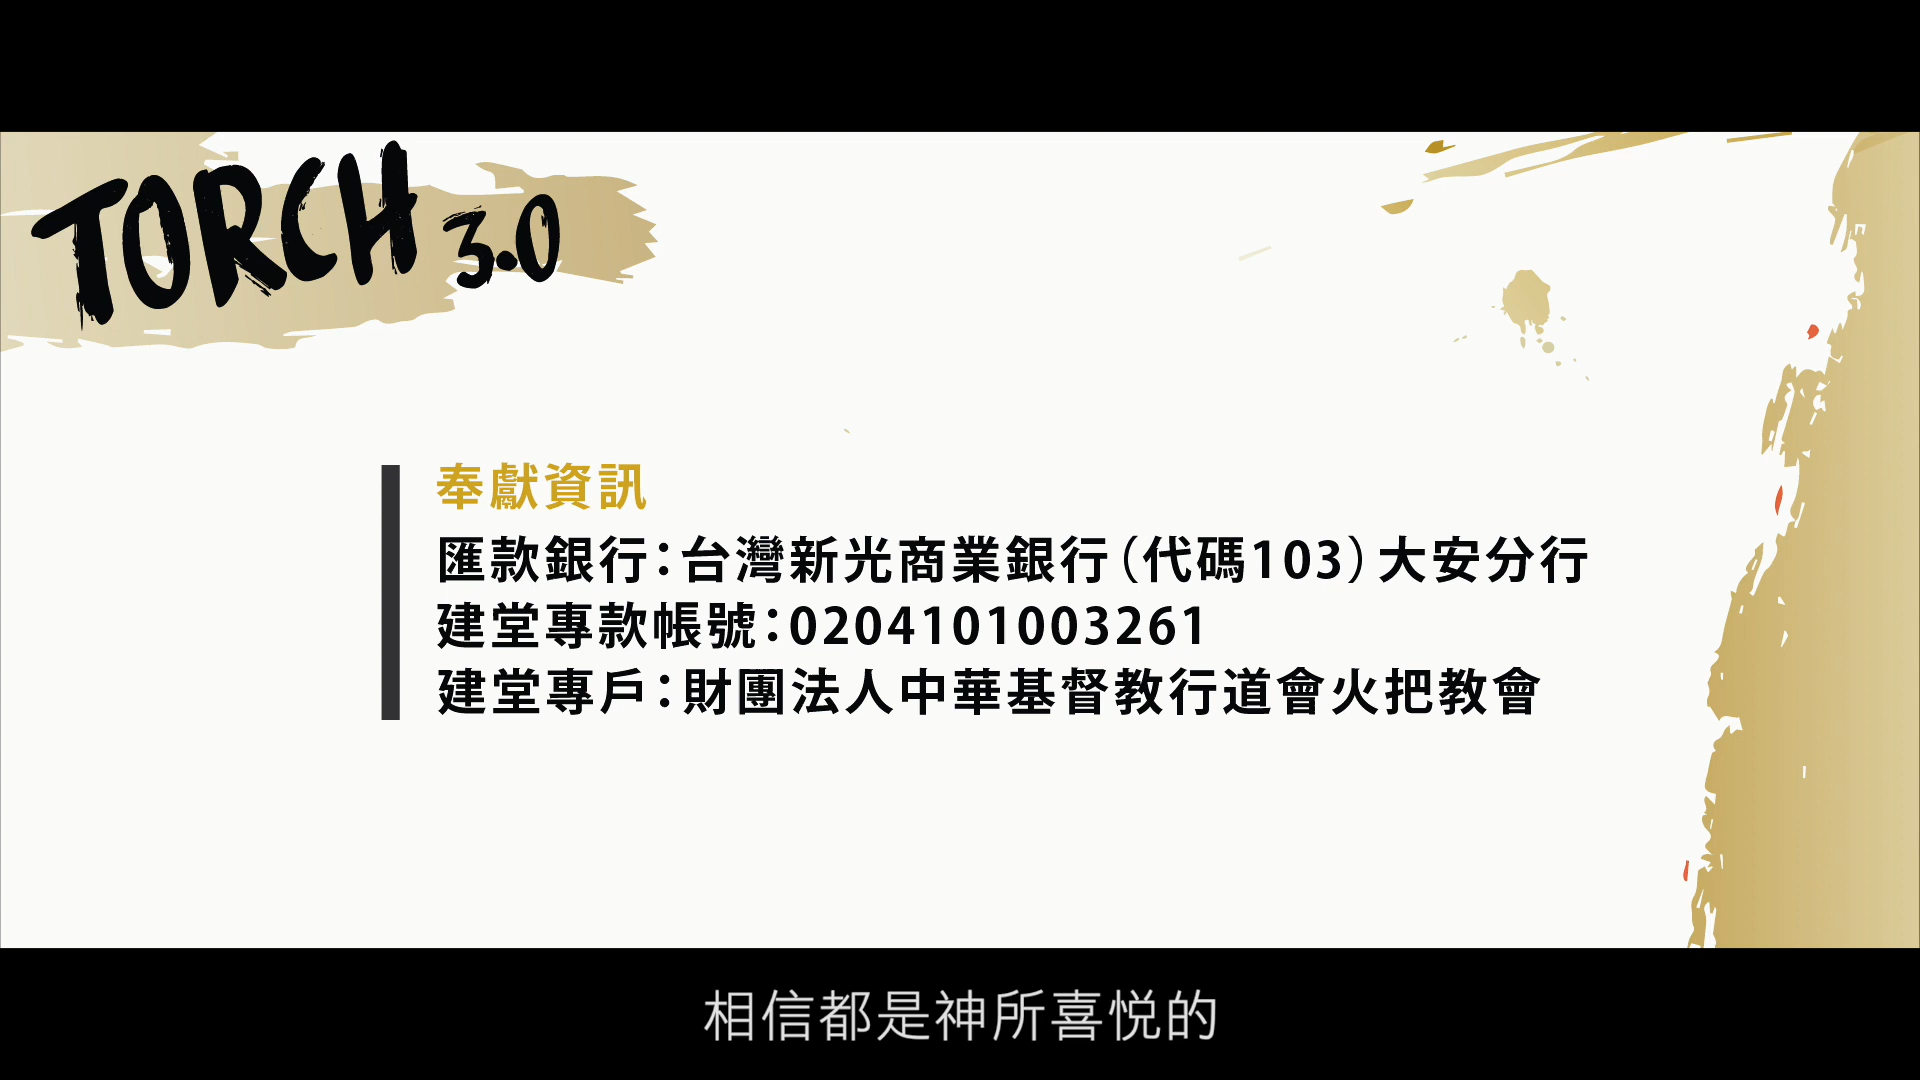 TORCH 3.0
奉獻資訊
匯款銀行：台灣新光商業銀行（代碼103）大安分行
建堂專款帳號：0204101003261
建堂專戶：財團法人中華基督教行道會火把教會
相信都是神所喜悅的